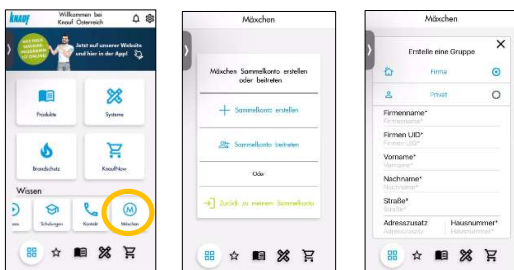 KNAUF
Willkommen bei
Knauf Österreich
Jetzt auf unserer Website
und hier in der App!
Produkte
Systeme
Brandschutz
KnaufNow
Wissen
Schulungen
Kontakt
Mäxchen
Mäxchen
Mäxchen Sammelkonto erstellen
oder beitreten
Sammelkonto erstellen
Sammelkonto beitreten
Oder
Zurück zu meinem Sammelkonto
Mäxchen
Erstelle eine Gruppe
Firma
Privat
Firmenname*
Firmenname*
Firmen UID*
Firmen UID*
Vorname*
Vorname*
Nachname*
Nachname*
Straße*
Straße*
Adresszusatz Hausnummer*
Adresszusatz Hausnummer*